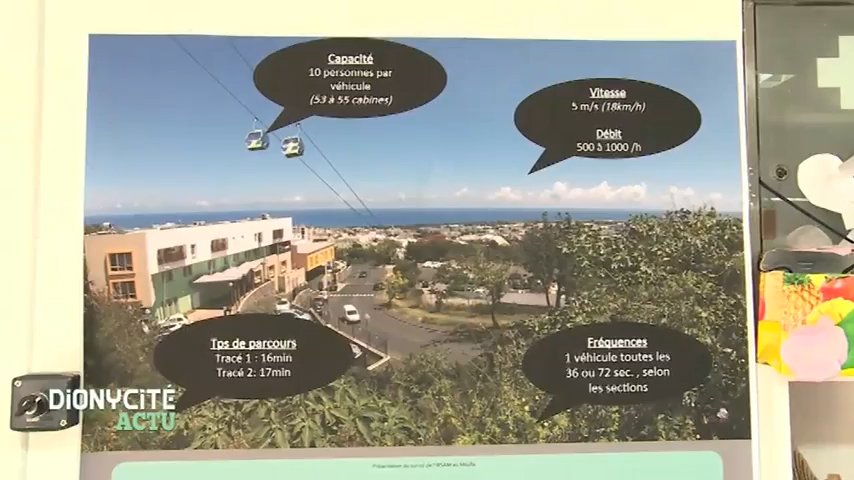 Capacité
10 personnes par
véhicule
(53 à 55 cabines)
Vitesse
5 m/s (18km/h)
Débit
500 à 1000 /h
Tps de parcours
Tracé 1 : 16min
Tracé 2: 17min
Fréquences
1 véhicule toutes les
36 ou 72 sec. , selon
les sections
DIONYCITÉ
ACTU